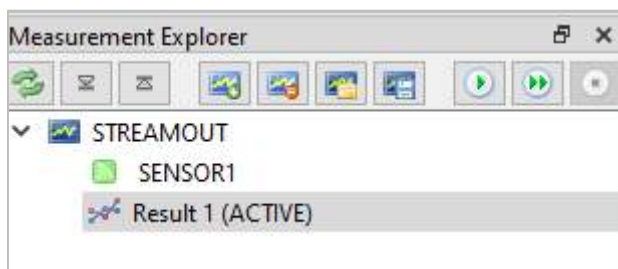 Measurement Explorer
STREAMOUT
SENSOR1
Result 1 (ACTIVE)